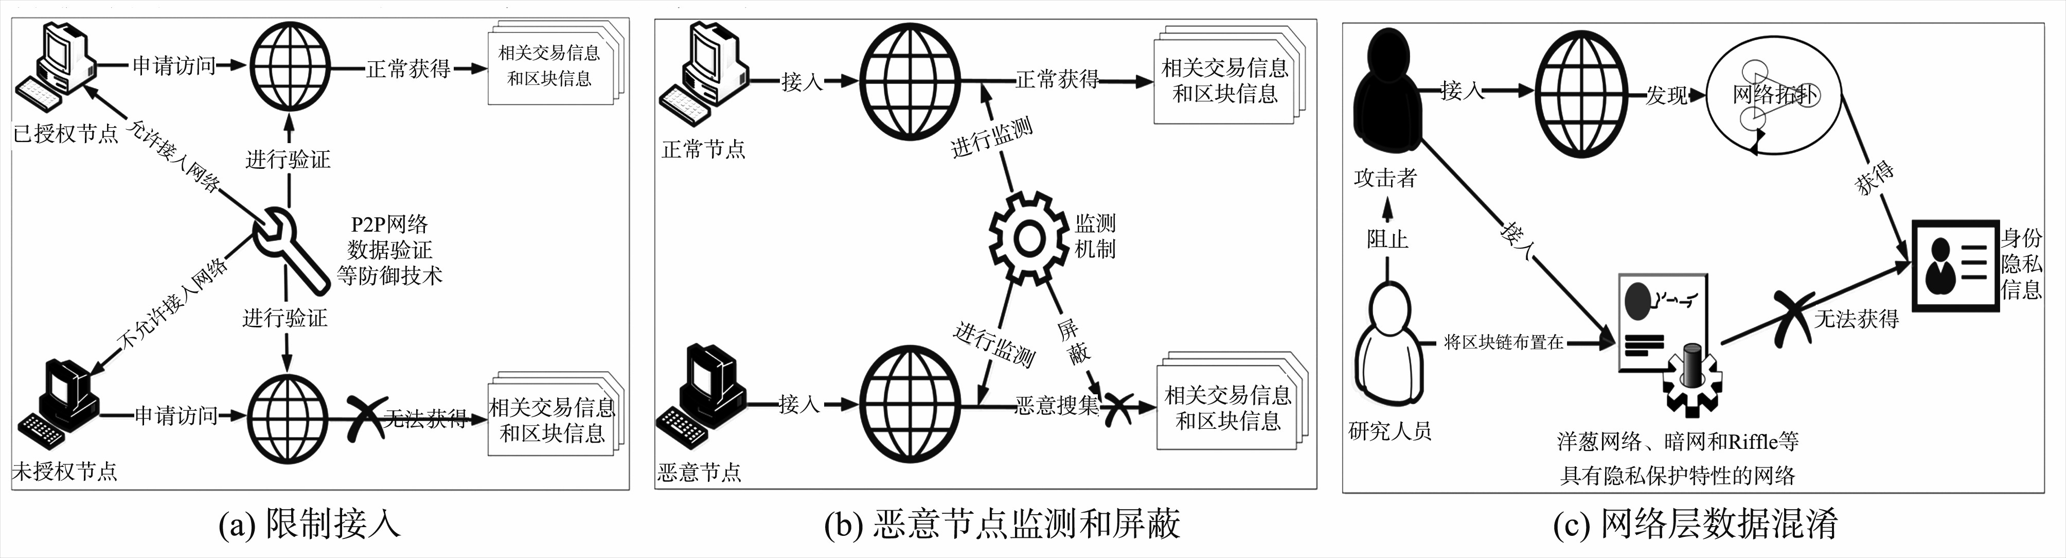 申请访问
正常获得
相关交易信息
和区块信息
已授权节点
允许接入网络
进行验证
P2P网络
数据验证
等防御技术
不允许接入网络
进行验证
申请访问
无法获得
相关交易信息
和区块信息
未授权节点
(a) 限制接入
接入
正常获得
相关交易信息
和区块信息
正常节点
进行监测
监测
机制
进行监测
屏蔽
接入
恶意搜集
相关交易信息
和区块信息
恶意节点
(b) 恶意节点监测和屏蔽
接入
发现
网络拓扑
攻击者
获得
阻止
接入
身份
隐私
信息
将区块链布置在
无法获得
研究人员
洋葱网络、暗网和Riffle等
具有隐私保护特性的网络
(c) 网络层数据混淆